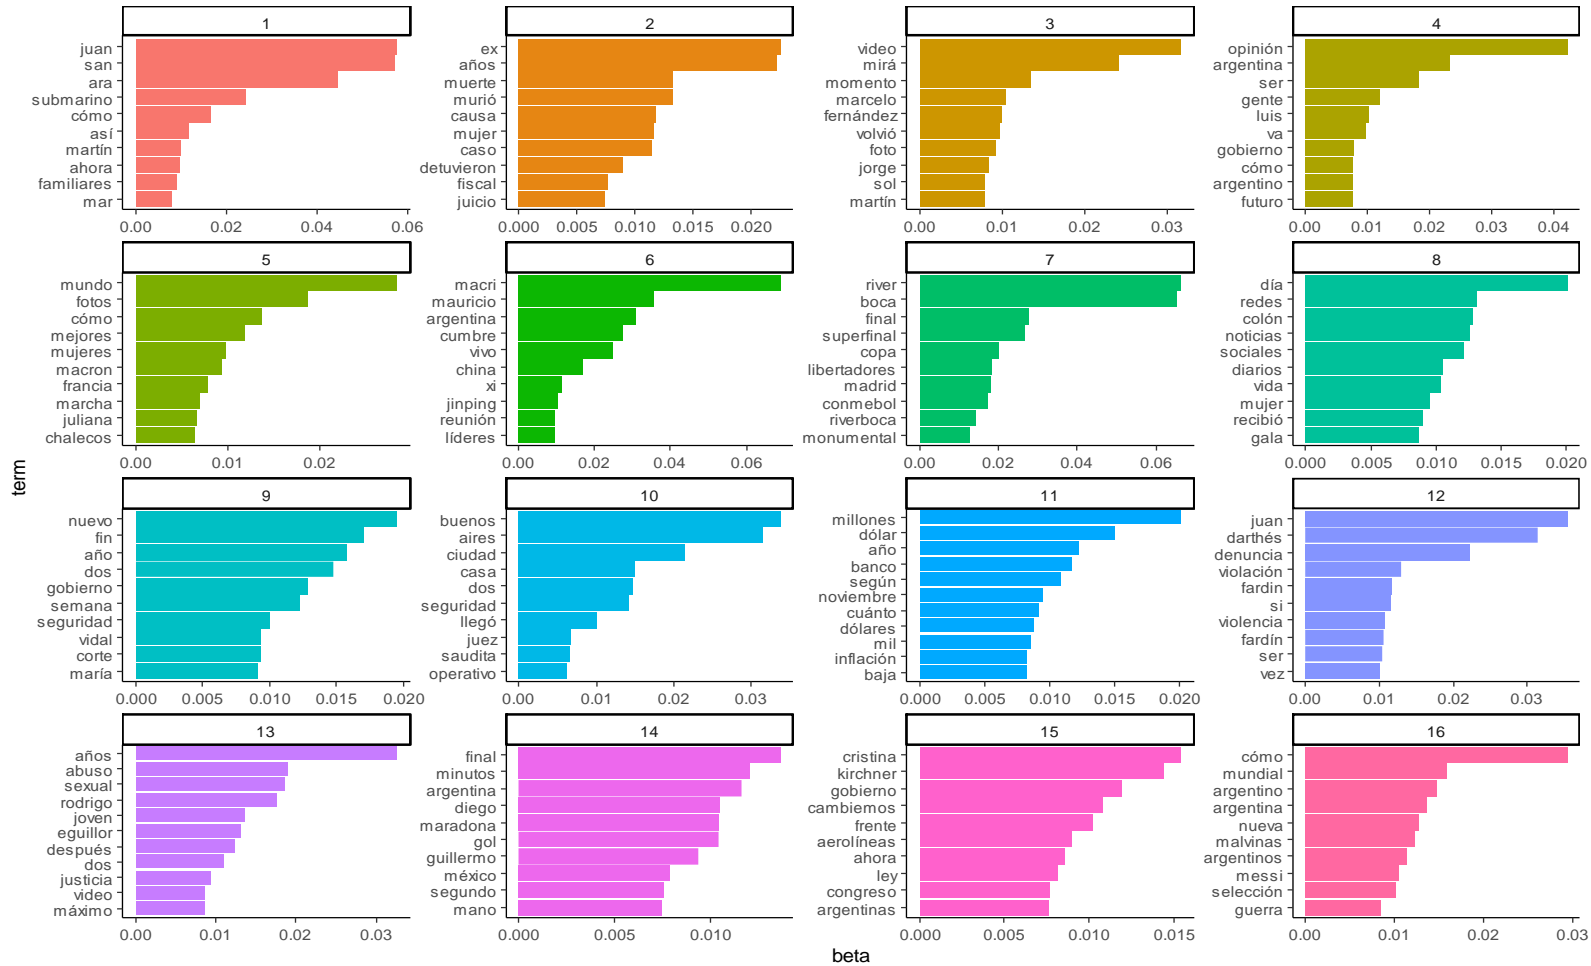 1
juan
san
ara
submarino
cómo
así
martín
ahora
familiares
mar
0.00 0.02 0.04 0.06
2
ex
años
muerte
murió
causa
mujer
caso
detuvieron
fiscal
juicio
0.000 0.005 0.010 0.015 0.020
3
video
mirá
momento
marcelo
fernández
volvió
foto
jorge
sol
martín
0.00 0.01 0.02 0.03
4
opinión
argentina
ser
gente
luis
va
gobierno
cómo
argentino
futuro
0.00 0.01 0.02 0.03 0.04
5
mundo
fotos
cómo
mejores
mujeres
macron
francia
marcha
juliana
chalecos
0.00 0.01 0.02
6
macri
mauricio
argentina
cumbre
vivo
china
xi
jinping
reunión
líderes
0.00 0.02 0.04 0.06
7
river
boca
final
superfinal
copa
libertadores
madrid
conmebol
riverboca
monumental
0.00 0.02 0.04 0.06
8
día
redes
colón
noticias
sociales
diarios
vida
mujer
recibió
gala
0.000 0.005 0.010 0.015 0.020
term
9
nuevo
fin
año
dos
gobierno
semana
seguridad
vidal
corte
maría
0.000 0.005 0.010 0.015 0.020
10
buenos
aires
ciudad
casa
dos
seguridad
llegó
juez
saudita
operativo
0.00 0.01 0.02 0.03
11
millones
dólar
año
banco
según
noviembre
cuánto
dólares
mil
inflación
baja
0.000 0.005 0.010 0.015 0.020
12
juan
darthés
denuncia
violación
fardin
si
violencia
fardín
ser
vez
0.00 0.01 0.02 0.03
13
años
abuso
sexual
rodrigo
joven
eguillor
después
dos
justicia
video
máximo
0.00 0.01 0.02 0.03
14
final
minutos
argentina
diego
maradona
gol
guillermo
méxico
segundo
mano
0.000 0.005 0.010
15
cristina
kirchner
gobierno
cambiemos
frente
aerolíneas
ahora
ley
congreso
argentinas
0.000 0.005 0.010 0.015
16
cómo
mundial
argentino
argentina
nueva
malvinas
argentinos
messi
selección
guerra
0.00 0.01 0.02 0.03
beta